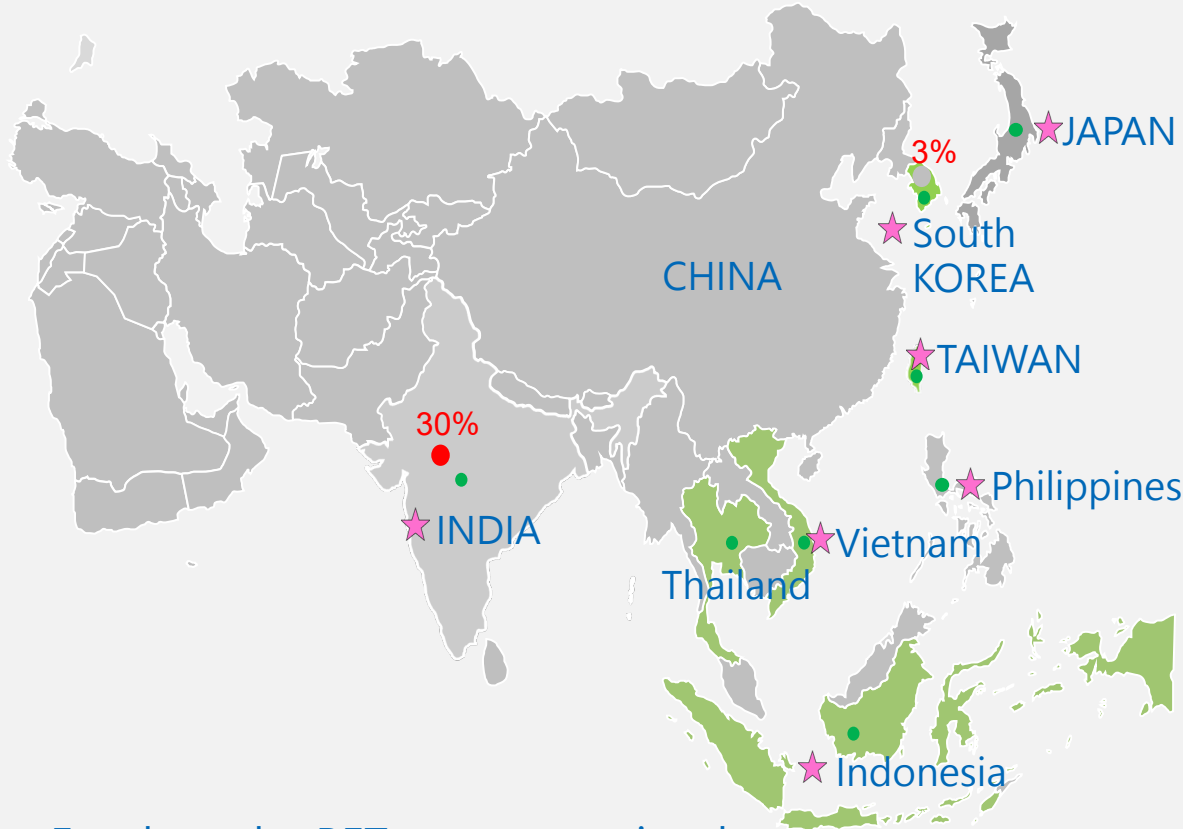 JAPAN
3%
South
KOREA
CHINA
TAIWAN
30%
Philippines
INDIA
Vietnam
Thailand
Indonesia